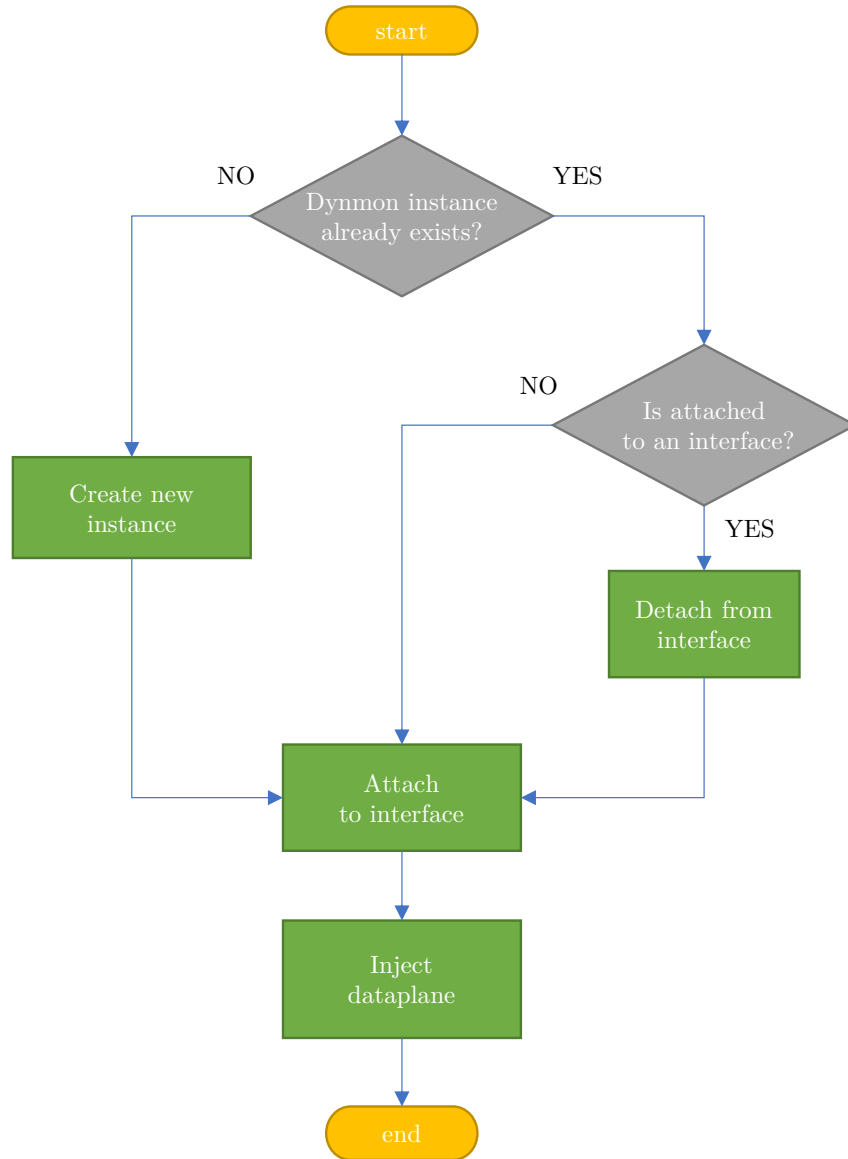 start
NO
YES
Dynmon instance
already exists?
NO
Is attached
to an interface?
Create new
instance
YES
Detach from
interface
Attach
to interface
Inject
dataplane
end